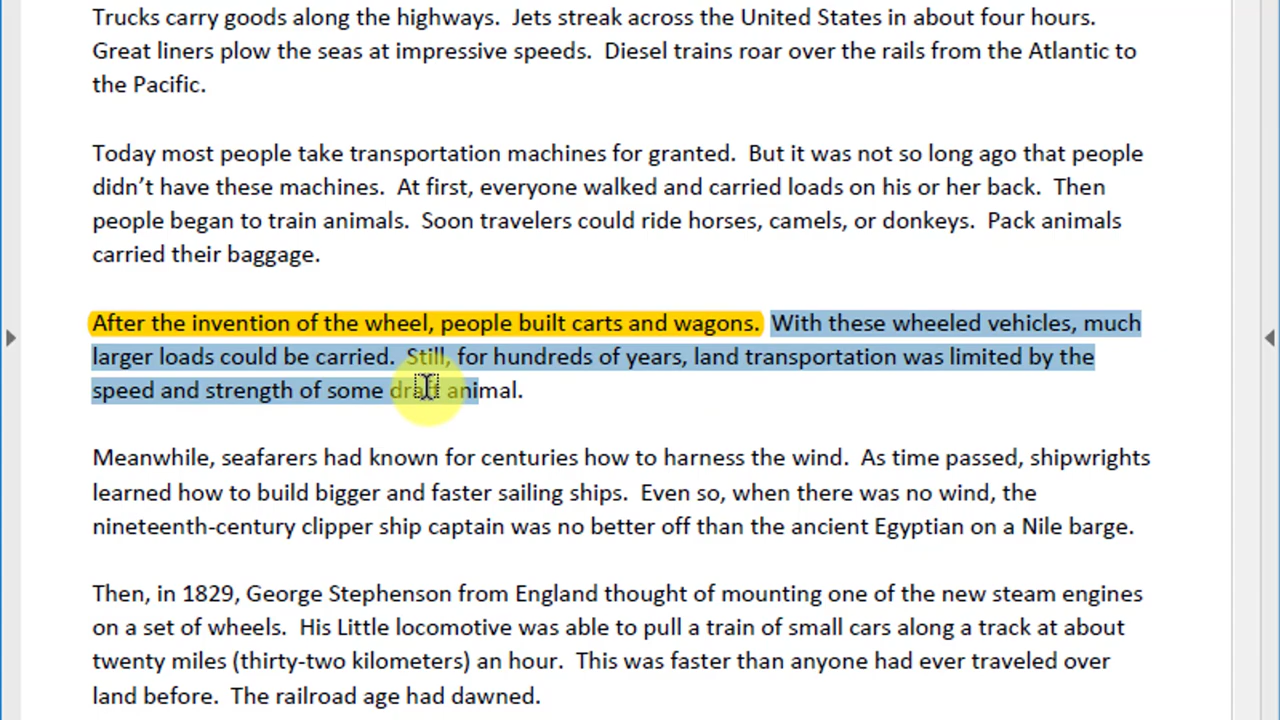 Trucks carry goods along the highways.  Jets streak across the United States in about four hours.
Great liners plow the seas at impressive speeds.  Diesel trains roar over the rails from the Atlantic to
the Pacific.
Today most people take transportation machines for granted.  But it was not so long ago that people
didn’t have these machines.  At first, everyone walked and carried loads on his or her back.  Then
people began to train animals.  Soon travelers could ride horses, camels, or donkeys.  Pack animals
carried their baggage.
After the invention of the wheel, people built carts and wagons.  With these wheeled vehicles, much
larger loads could be carried.  Still, for hundreds of years, land transportation was limited by the
speed and strength of some draft animal.
Meanwhile, seafarers had known for centuries how to harness the wind.  As time passed, shipwrights
learned how to build bigger and faster sailing ships.  Even so, when there was no wind, the
nineteenth-century clipper ship captain was no better off than the ancient Egyptian on a Nile barge.
Then, in 1829, George Stephenson from England thought of mounting one of the new steam engines
on a set of wheels.  His Little locomotive was able to pull a train of small cars along a track at about
twenty miles (thirty-two kilometers) an hour.  This was faster than anyone had ever traveled over
land before.  The railroad age had dawned.